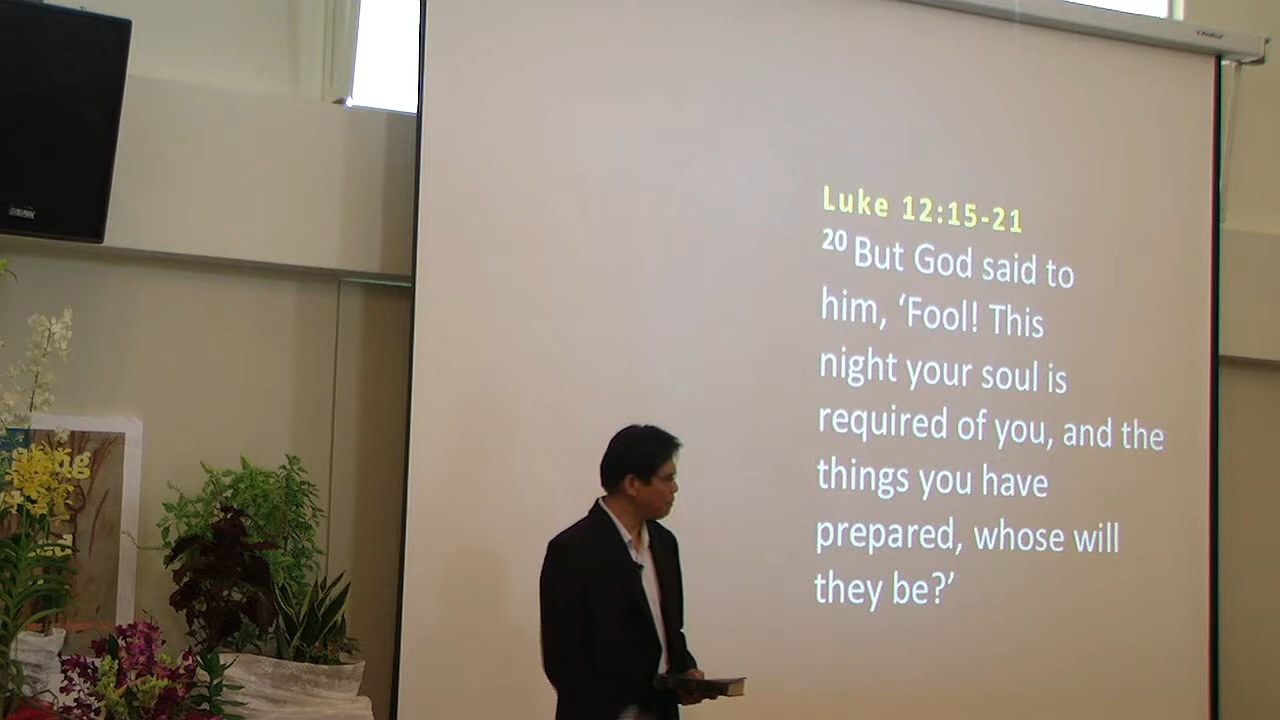 Luke 12:15-21
20 But God said to
him, ‘Fool! This
night your soul is
required of you, and the
things you have
prepared, whose will
they be?’